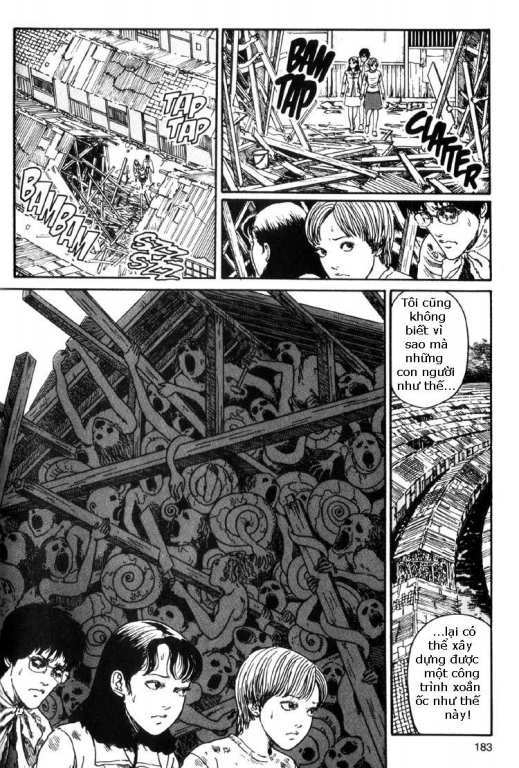 TAP
TAP
BAMBAM
SZZ
SZZ
BAM
TAP
CLATTER
Tôi cũng
không
biết vì
sao mà
những
con người
như thế...
...lại có
thể xây
dựng được
một công
trình xoắn
ốc như thế
này!
183